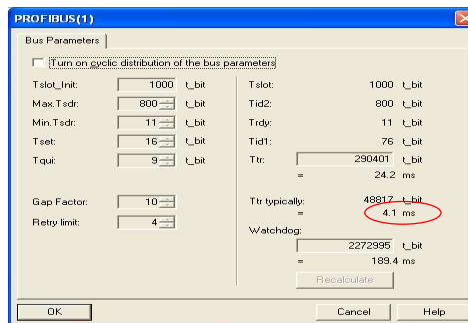 PROFIBUS(1)
Bus Parameters
Turn on cyclic distribution of the bus parameters
Tslot_Init: 1000 t_bit
Max.Tsdr: 800 t_bit
Min.Tsdr: 11 t_bit
Tset: 16 t_bit
Tqui: 9 t_bit
Gap Factor: 10
Retry limit: 4
Tslot: 1000 t_bit
Tid2: 800 t_bit
Trdy: 11 t_bit
Tid1: 76 t_bit
Ttr: 290401 t_bit
= 24.2 ms
Ttr typically: 48817 t_bit
= 4.1 ms
Watchdog:
2272995 t_bit
= 189.4 ms
Recalculate
OK Cancel Help